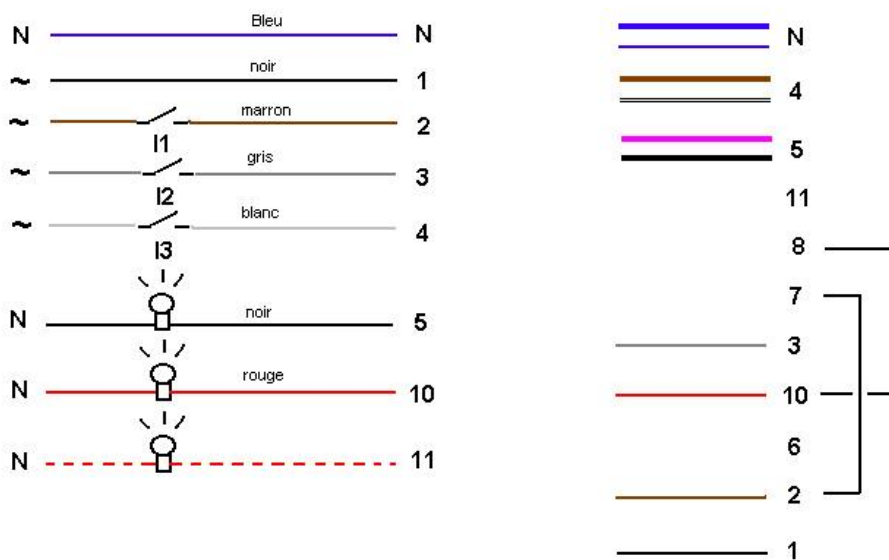 N Bleu N
~ noir 1
~ marron 2
I1
~ gris 3
I2
~ blanc 4
I3
N noir 5
N rouge 10
N 11
N
4
5
11
8
7
3
10
6
2
1